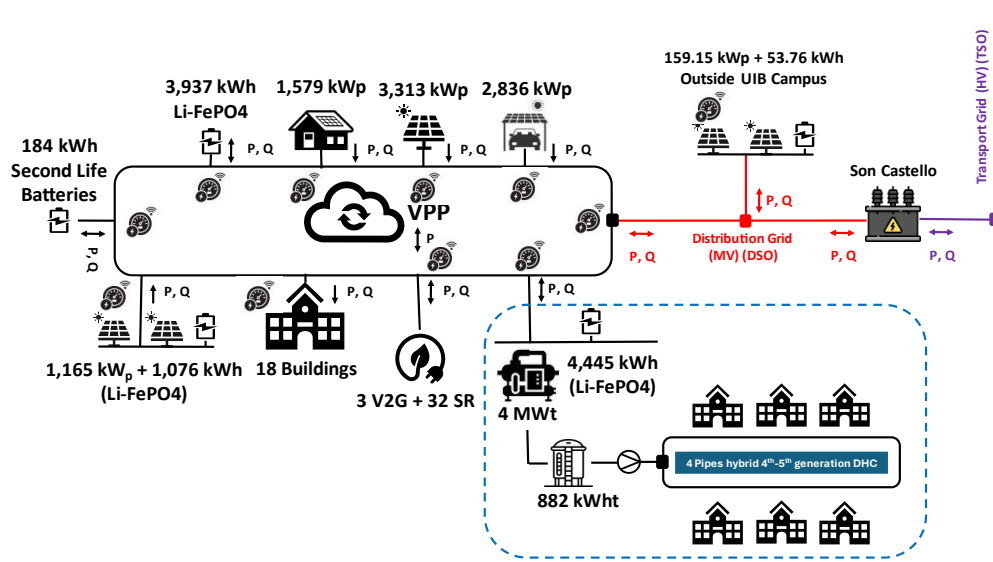 159.15 kWp + 53.76 kWh
Outside UIB Campus
Transport Grid (HV) (TSO)
3,937 kWh
Li-FePO4
1,579 kWp
3,313 kWp
2,836 kWp
184 kWh
Second Life
Batteries
P, Q
P, Q
P, Q
P, Q
Son Castello
P, Q
VPP
P
P, Q
P, Q
Distribution Grid
(MV) (DSO)
P, Q
P, Q
P, Q
P, Q
P, Q
P, Q
P, Q
1,165 kWp + 1,076 kWh
(Li-FePO4)
18 Buildings
3 V2G + 32 SR
4,445 kWh
(Li-FePO4)
4 MWt
882 kWht
4 Pipes hybrid 4th-5th generation DHC